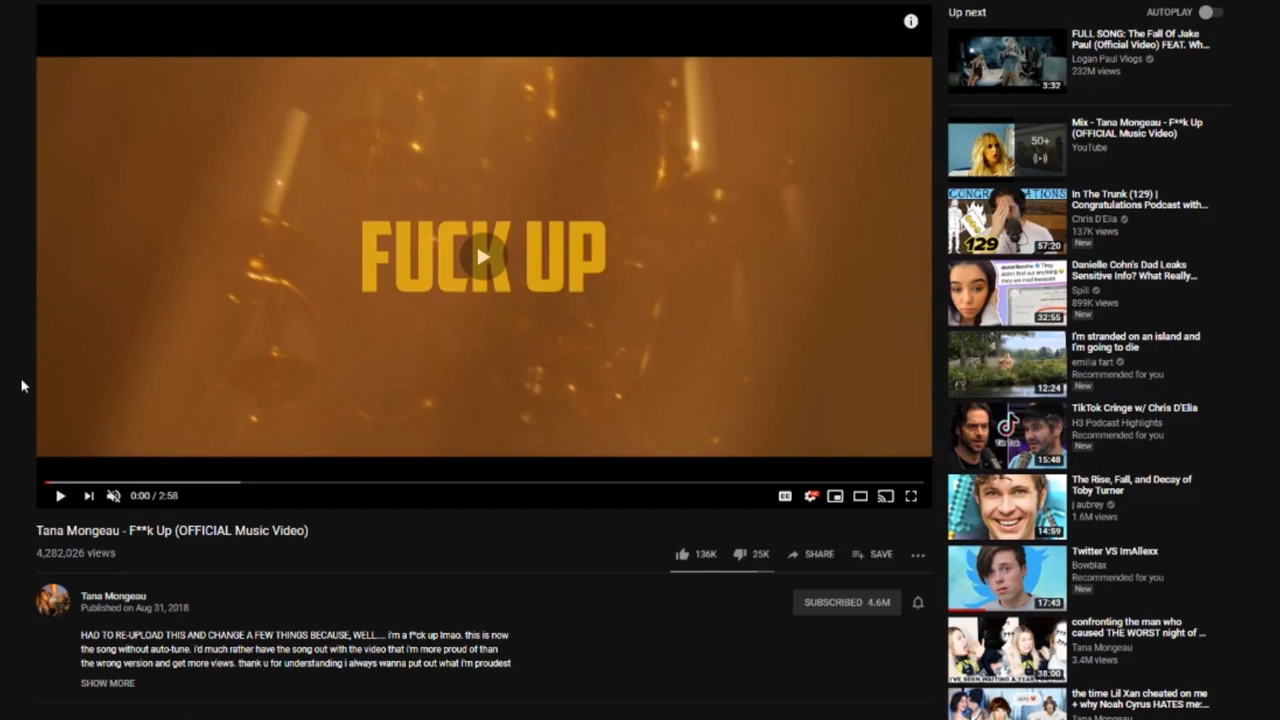 FUCK UP
0:00 / 2:58
Tana Mongeau - F**k Up (OFFICIAL Music Video)
4,282,026 views
136K
25K
SHARE
SAVE
Tana Mongeau
Published on Aug 31, 2018
SUBSCRIBED 4.6M
HAD TO RE-UPLOAD THIS AND CHANGE A FEW THINGS BECAUSE, WELL.... i'm a f*ck up lmao. this is now
the song without auto-tune. i'd much rather have the song out with the video that i'm more proud of than
the wrong version and get more views. thank u for understanding i always wanna put out what i'm proudest
SHOW MORE
Up next
AUTOPLAY
FULL SONG: The Fall Of Jake
Paul (Official Video) FEAT. Wh...
Logan Paul Vlogs
232M views
3:32
Mix - Tana Mongeau - F**k Up
(OFFICIAL Music Video)
YouTube
50+
In The Trunk (129) |
Congratulations Podcast with...
Chris D'Elia
137K views
New
129
57:20
Danielle Cohn's Dad Leaks
Sensitive Info? What Really...
Spill
899K views
New
32:55
I'm stranded on an island and
I'm going to die
emilia fart
Recommended for you
New
12:24
TikTok Cringe w/ Chris D'Elia
H3 Podcast Highlights
Recommended for you
New
15:48
The Rise, Fall, and Decay of
Toby Turner
j aubrey
1.6M views
14:59
Twitter VS ImAllexx
Bowblax
Recommended for you
New
17:43
confronting the man who
caused THE WORST night of ...
Tana Mongeau
3.4M views
38:00
the time Lil Xan cheated on me
+ why Noah Cyrus HATES me:...
Tana Mongeau